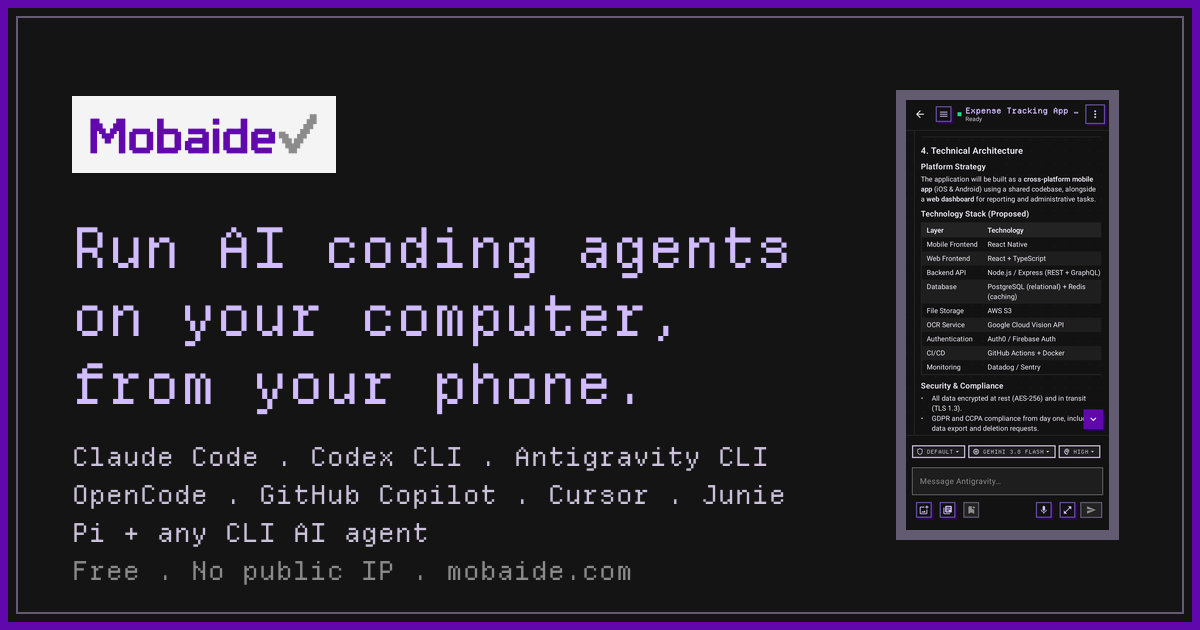 Mobaide
Run AI coding agents
on your computer,
from your phone.
Claude Code . Codex CLI . Antigravity CLI
OpenCode . GitHub Copilot . Cursor . Junie
Pi + any CLI AI agent
Free . No public IP . mobaide.com
Expense Tracking App –
Ready
4. Technical Architecture
Platform Strategy
The application will be built as a cross-platform mobile
app (iOS & Android) using a shared codebase, alongside
a web dashboard for reporting and administrative tasks.
Technology Stack (Proposed)
Layer Technology
Mobile Frontend React Native
Web Frontend React + TypeScript
Backend API Node.js / Express (REST + GraphQL)
Database PostgreSQL (relational) + Redis
(caching)
File Storage AWS S3
OCR Service Google Cloud Vision API
Authentication Auth0 / Firebase Auth
CI/CD GitHub Actions + Docker
Monitoring Datadog / Sentry
Security & Compliance
• All data encrypted at rest (AES-256) and in transit
(TLS 1.3).
• GDPR and CCPA compliance from day one, inclu
data export and deletion requests.
DEFAULT GEMINI 3.8 FLASH HIGH
Message Antigravity...